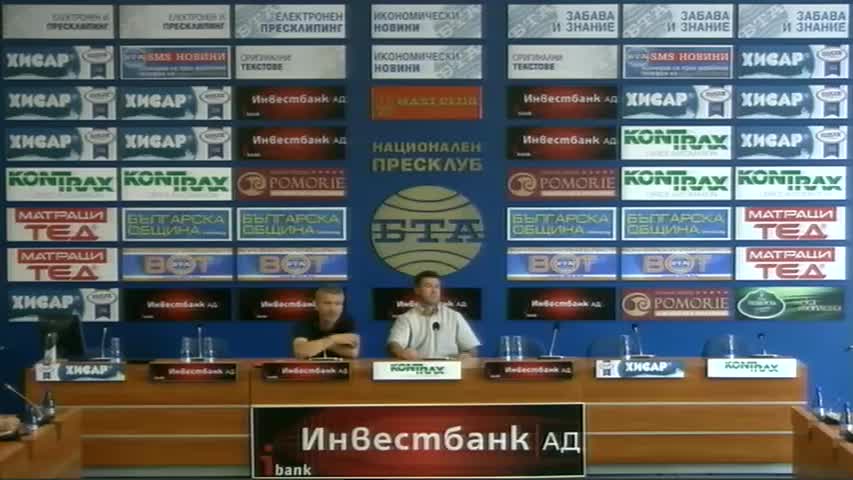 ЕЛЕКТРОНЕН
ПРЕСКЛИПИНГ
ЕЛЕКТРОНЕН
ПРЕСКЛИПИНГ
ЕЛЕКТРОНЕН
ПРЕСКЛИПИНГ
ИКОНОМИЧЕСКИ
НОВИНИ
ЗАБАВА
И ЗНАНИЕ
ЗАБАВА
И ЗНАНИЕ
ЗАБАВА
И ЗНАНИЕ
ХИСАР
SMS НОВИНИ
ОРИГИНАЛНИ
ТЕКСТОВЕ
ИКОНОМИЧЕСКИ
НОВИНИ
ОРИГИНАЛНИ
ТЕКСТОВЕ
SMS НОВИНИ
ХИСАР
ХИСАР
ХИСАР
Инвестбанк АД
MAXI CLUB
Инвестбанк АД
ХИСАР
ХИСАР
ХИСАР
ХИСАР
Инвестбанк АД
НАЦИОНАЛЕН
ПРЕСКЛУБ
Инвестбанк АД
KONTRAX
ХИСАР
KONTRAX
KONTRAX
POMORIE
POMORIE
KONTRAX
KONTRAX
МАТРАЦИ
ТЕД
БЪЛГАРСКА
ОБЩИНА
БЪЛГАРСКА
ОБЩИНА
БТА
БЪЛГАРСКА
ОБЩИНА
БЪЛГАРСКА
ОБЩИНА
МАТРАЦИ
ТЕД
МАТРАЦИ
ТЕД
ВОТ
ВОТ
ВОТ
ВОТ
МАТРАЦИ
ТЕД
ХИСАР
Инвестбанк АД
Инвестбанк АД
Инвестбанк АД
POMORIE
ХИСАР
Инвестбанк АД
Инвестбанк АД
KONTRAX
Инвестбанк АД
ХИСАР
KONTRAX
Инвестбанк АД
ibank